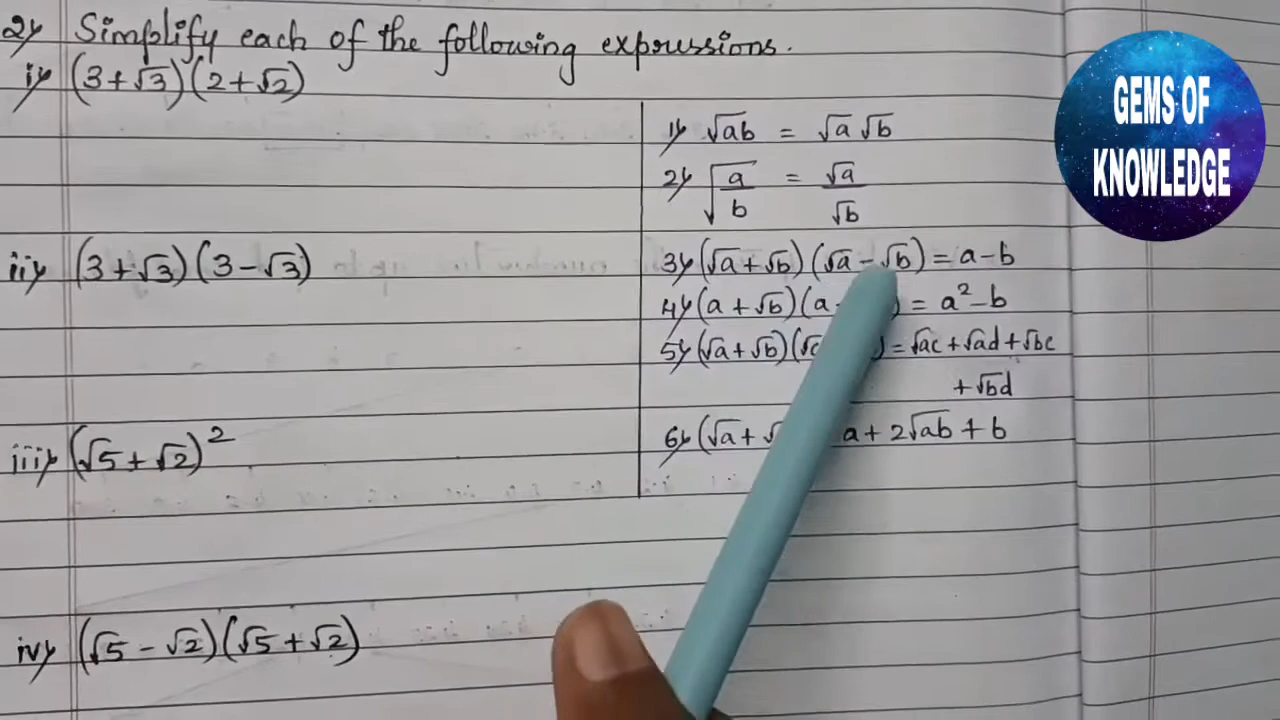 2) Simplify each of the following expressions.
i) (3+√3)(2+√2)
ii) (3+√3)(3-√3)
iii) (√5+√2)²
iv) (√5-√2)(√5+√2)
1) √ab = √a √b
2) √a/b = √a/√b
3) (√a+√b)(√a-√b) = a-b
4) (a+√b)(a = a²-b
5) (√a+√b)( = √ac+√ad+√bc
+√bd
6) (√a+ a+2√ab+b
GEMS OF
KNOWLEDGE